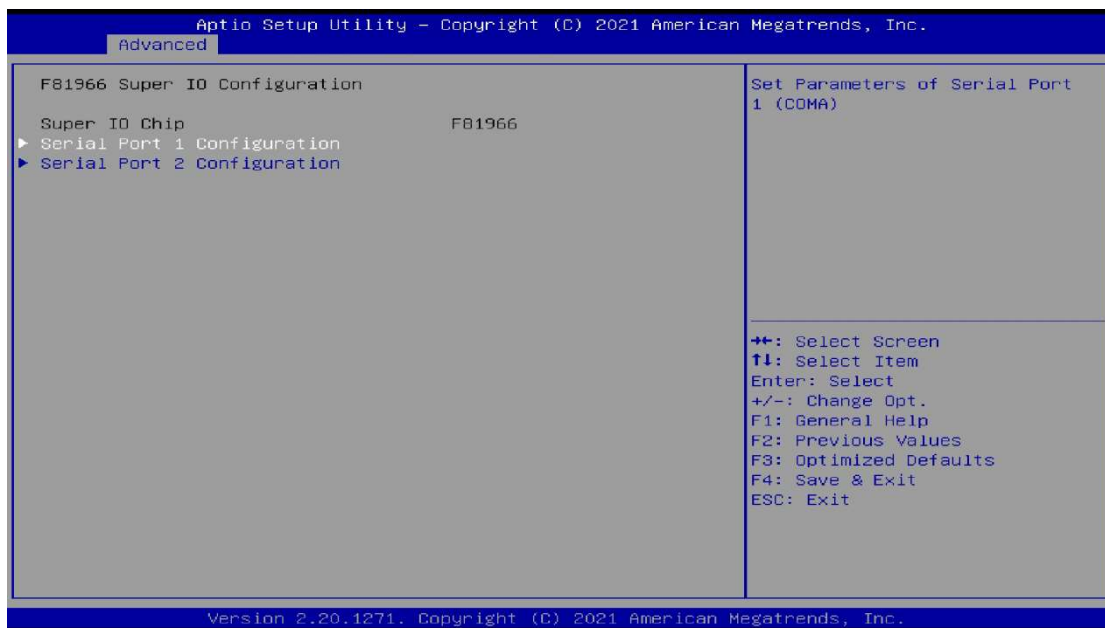 Aptio Setup Utility – Copyright (C) 2021 American Megatrends, Inc.
Advanced
F81966 Super IO Configuration
Super IO Chip F81966
▶ Serial Port 1 Configuration
▶ Serial Port 2 Configuration
Set Parameters of Serial Port
1 (COMA)
→←: Select Screen
↑↓: Select Item
Enter: Select
+/-: Change Opt.
F1: General Help
F2: Previous Values
F3: Optimized Defaults
F4: Save & Exit
ESC: Exit
Version 2.20.1271. Copyright (C) 2021 American Megatrends, Inc.